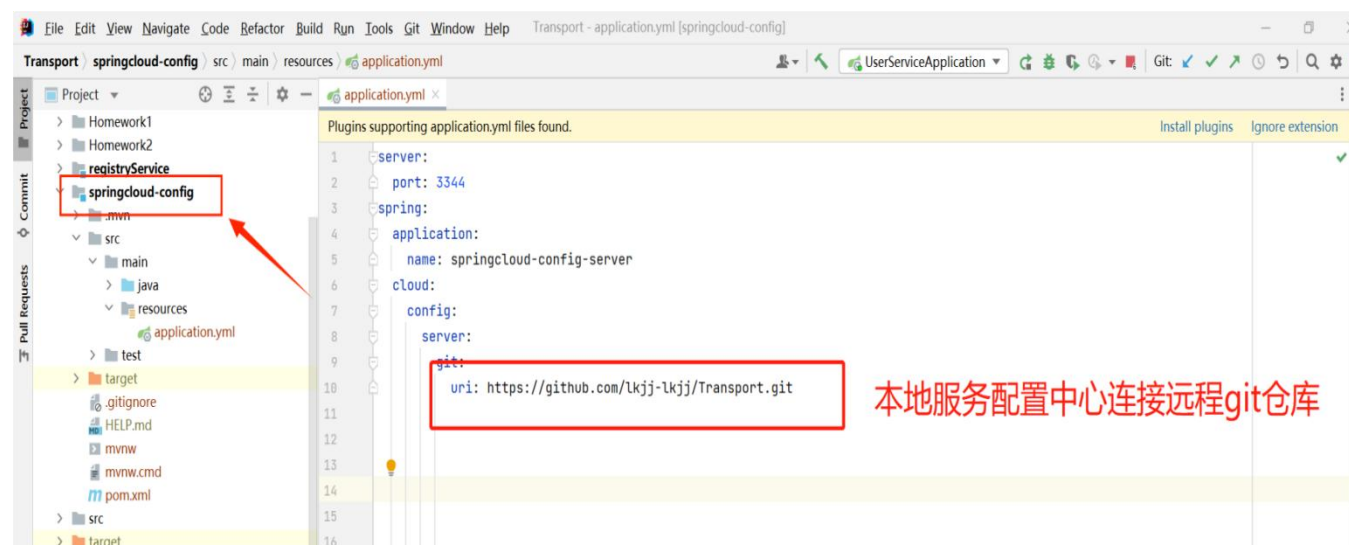 File Edit View Navigate Code Refactor Build Run Tools Git Window Help Transport - application.yml [springcloud-config]
Transport springcloud-config src main resources application.yml UserServiceApplication Git:
Project
application.yml
Project
Commit
Pull Requests
Homework1
Homework2
registryService
springcloud-config
.mvn
src
main
java
resources
application.yml
test
target
.gitignore
HELP.md
mvnw
mvnw.cmd
pom.xml
src
target
Plugins supporting application.yml files found. Install plugins Ignore extension
1 server:
2 port: 3344
3 spring:
4 application:
5 name: springcloud-config-server
6 cloud:
7 config:
8 server:
9 git:
10 uri: https://github.com/lkjj-lkjj/Transport.git
11
12
13
14
15
16
本地服务配置中心连接远程git仓库